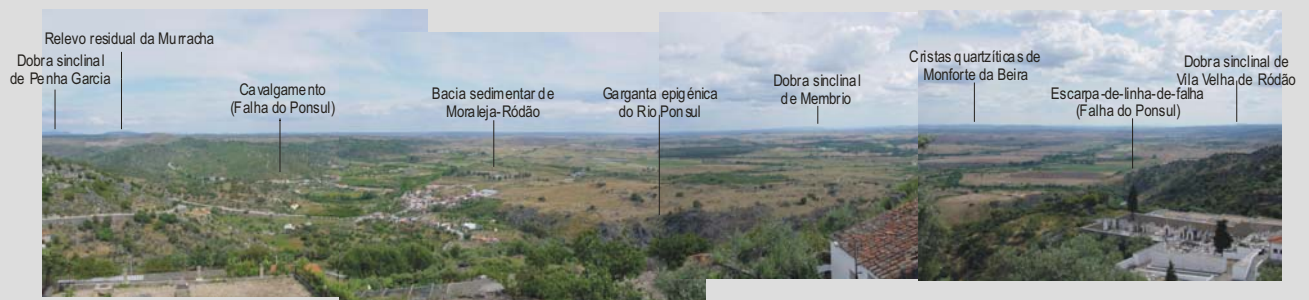 Relevo residual da Murracha
Dobra sinclinal
de Penha Garcia
Cavalgamento
(Falha do Ponsul)
Bacia sedimentar de
Moraleja-Ródão
Garganta epigénica
do Rio Ponsul
Dobra sinclinal
de Membrio
Cristas quartzíticas de
Monforte da Beira
Escarpa-de-linha-de-falha
(Falha do Ponsul)
Dobra sinclinal de
Vila Velha de Ródão